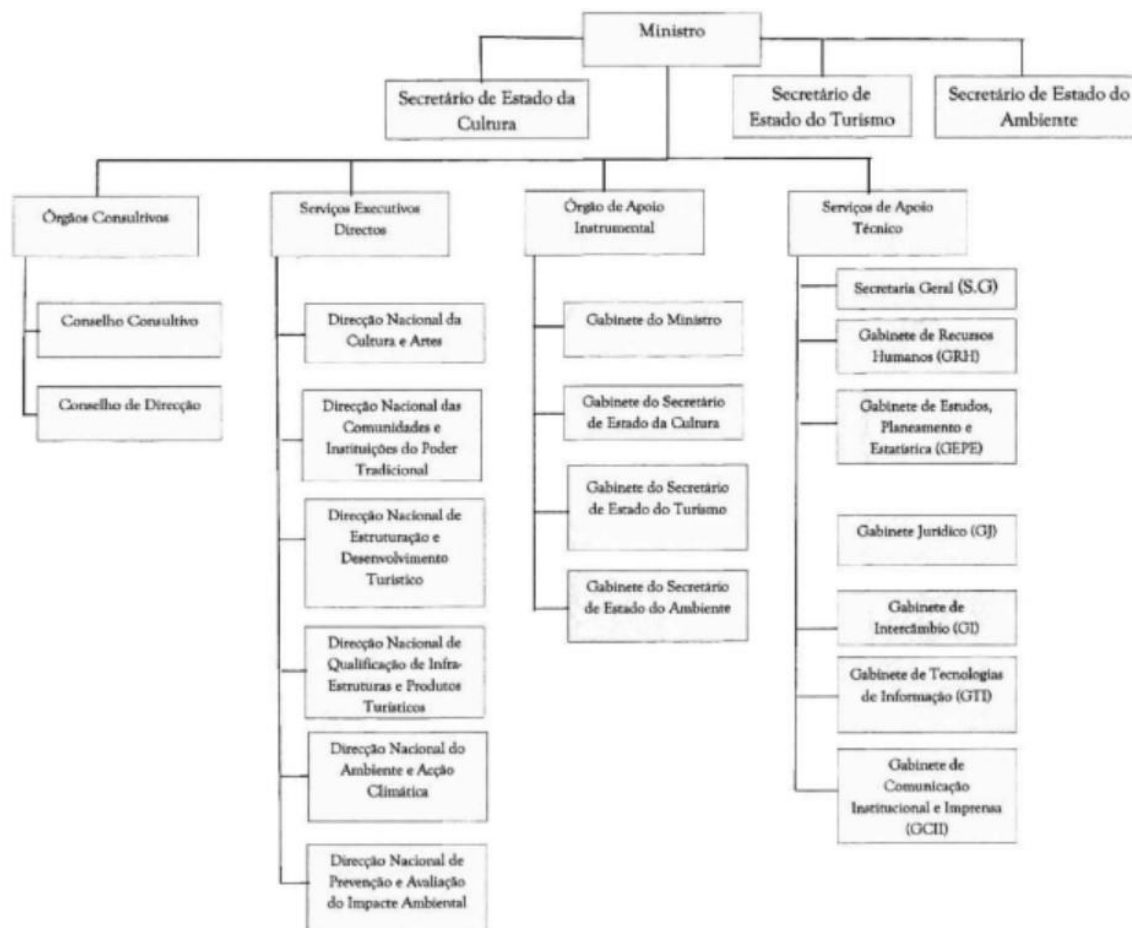 Ministro
Secretário de Estado da
Cultura
Secretário de
Estado do Turismo
Secretário de Estado do
Ambiente
Órgãos Consultivos
Conselho Consultivo
Conselho de Direcção
Serviços Executivos
Directos
Direcção Nacional da
Cultura e Artes
Direcção Nacional das
Comunidades e
Instituições do Poder
Tradicional
Direcção Nacional de
Estruturação e
Desenvolvimento
Turístico
Direcção Nacional de
Qualificação de Infra-
Estruturas e Produtos
Turísticos
Direcção Nacional do
Ambiente e Acção
Climática
Direcção Nacional de
Prevenção e Avaliação
do Impacte Ambiental
Órgão de Apoio
Instrumental
Gabinete do Ministro
Gabinete do Secretário
de Estado da Cultura
Gabinete do Secretário
de Estado do Turismo
Gabinete do Secretário
de Estado do Ambiente
Serviços de Apoio
Técnico
Secretaria Geral (S.G)
Gabinete de Recursos
Humanos (GRH)
Gabinete de Estudos,
Planeamento e
Estatística (GEPE)
Gabinete Jurídico (GJ)
Gabinete de
Intercâmbio (GI)
Gabinete de Tecnologias
de Informação (GTI)
Gabinete de
Comunicação
Institucional e Imprensa
(GCII)